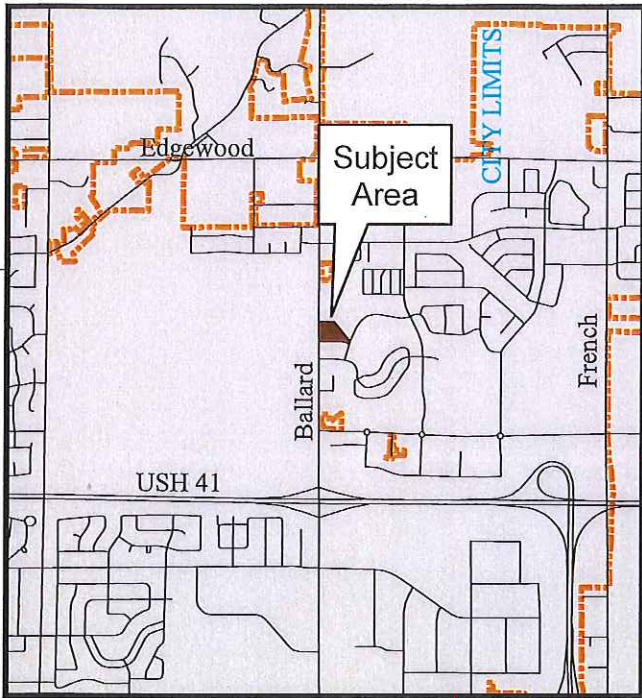 CITY LIMITS
Edgewood
Subject
Area
French
Ballard
USH 41